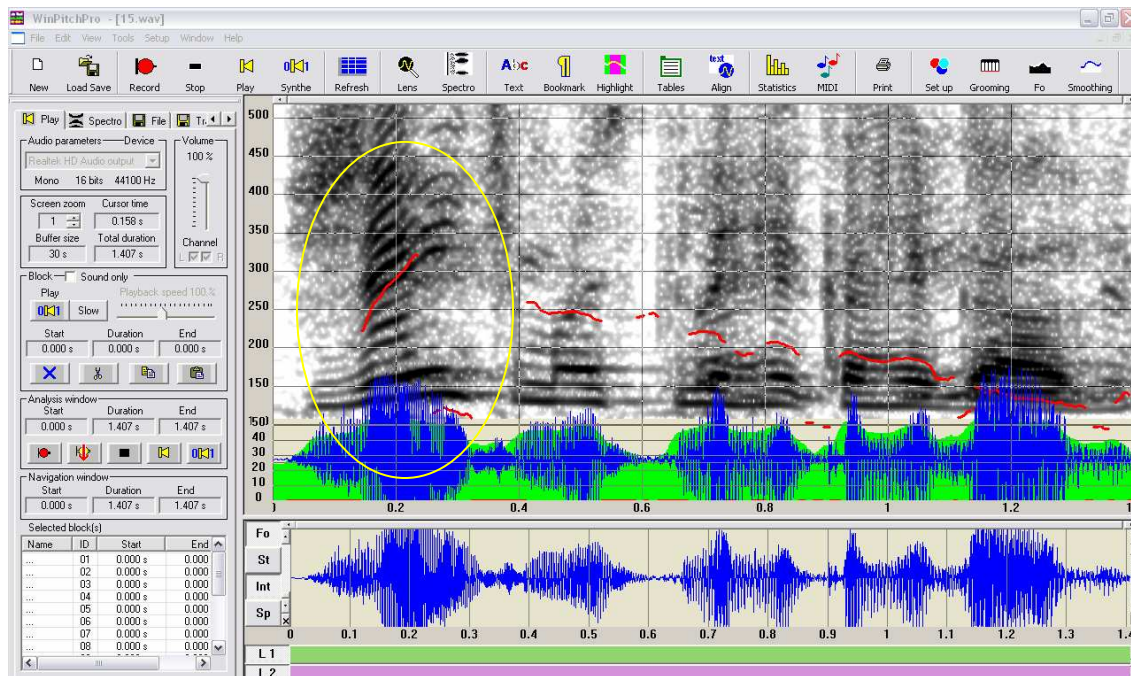 WinPitchPro - [15.wav]
File Edit View Tools Setup Window Help
New Load Save Record Stop Play Synthe Refresh Lens Spectro Text Bookmark Highlight Tables Align Statistics MIDI Print Set up Grooming Fo Smoothing
Play Spectro File
Audio parameters Device Volume
Realtek HD Audio output 100 %
Mono 16 bits 44100 Hz
Screen zoom Cursor time
1 0.158 s
Buffer size Total duration Channel
30 s 1.407 s L R
Block Sound only
Play Playback speed 100 %
Slow
Start Duration End
0.000 s 0.000 s 0.000 s
Analysis window
Start Duration End
0.000 s 1.407 s 1.407 s
Navigation window
Start Duration End
0.000 s 1.407 s 1.407 s
Selected block(s)
Name ID Start End
... 01 0.000 s 0.000
... 02 0.000 s 0.000
... 03 0.000 s 0.000
... 04 0.000 s 0.000
... 05 0.000 s 0.000
... 06 0.000 s 0.000
... 07 0.000 s 0.000
... 08 0.000 s 0.000
500
450
400
350
300
250
200
150
50
40
30
20
10
0
0.2 0.4 0.6 0.8 1 1.2
Fo
St
Int
Sp
0 0.1 0.2 0.3 0.4 0.5 0.6 0.7 0.8 0.9 1 1.1 1.2 1.3 1.4
L 1
L 2